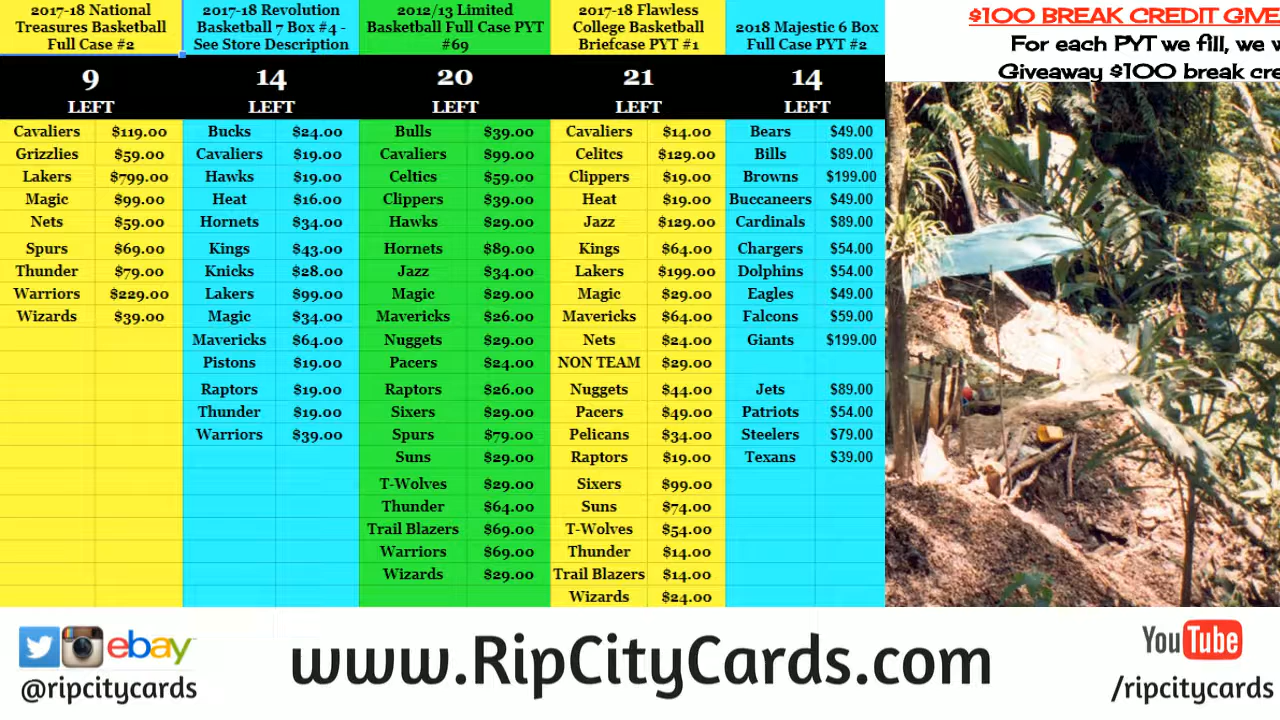 2017-18 National
Treasures Basketball
Full Case #2
9
LEFT
Cavaliers $119.00
Grizzlies $59.00
Lakers $799.00
Magic $99.00
Nets $59.00
Spurs $69.00
Thunder $79.00
Warriors $229.00
Wizards $39.00
2017-18 Revolution
Basketball 7 Box #4 -
See Store Description
14
LEFT
Bucks $24.00
Cavaliers $19.00
Hawks $19.00
Heat $16.00
Hornets $34.00
Kings $43.00
Knicks $28.00
Lakers $99.00
Magic $34.00
Mavericks $64.00
Pistons $19.00
Raptors $19.00
Thunder $19.00
Warriors $39.00
2012/13 Limited
Basketball Full Case PYT
#69
20
LEFT
Bulls $39.00
Cavaliers $99.00
Celtics $59.00
Clippers $39.00
Hawks $29.00
Hornets $89.00
Jazz $34.00
Magic $29.00
Mavericks $26.00
Nuggets $29.00
Pacers $24.00
Raptors $26.00
Sixers $29.00
Spurs $79.00
Suns $29.00
T-Wolves $29.00
Thunder $64.00
Trail Blazers $69.00
Warriors $69.00
Wizards $29.00
2017-18 Flawless
College Basketball
Briefcase PYT #1
21
LEFT
Cavaliers $14.00
Celitcs $129.00
Clippers $19.00
Heat $19.00
Jazz $129.00
Kings $64.00
Lakers $199.00
Magic $29.00
Mavericks $64.00
Nets $24.00
NON TEAM $29.00
Nuggets $44.00
Pacers $49.00
Pelicans $34.00
Raptors $19.00
Sixers $99.00
Suns $74.00
T-Wolves $54.00
Thunder $14.00
Trail Blazers $14.00
Wizards $24.00
2018 Majestic 6 Box
Full Case PYT #2
14
LEFT
Bears $49.00
Bills $89.00
Browns $199.00
Buccaneers $49.00
Cardinals $89.00
Chargers $54.00
Dolphins $54.00
Eagles $49.00
Falcons $59.00
Giants $199.00
Jets $89.00
Patriots $54.00
Steelers $79.00
Texans $39.00
$100 BREAK CREDIT GIVE
For each PYT we fill, we w
Giveaway $100 break cre
ebay
@ripcitycards
www.RipCityCards.com
YouTube
/ripcitycards